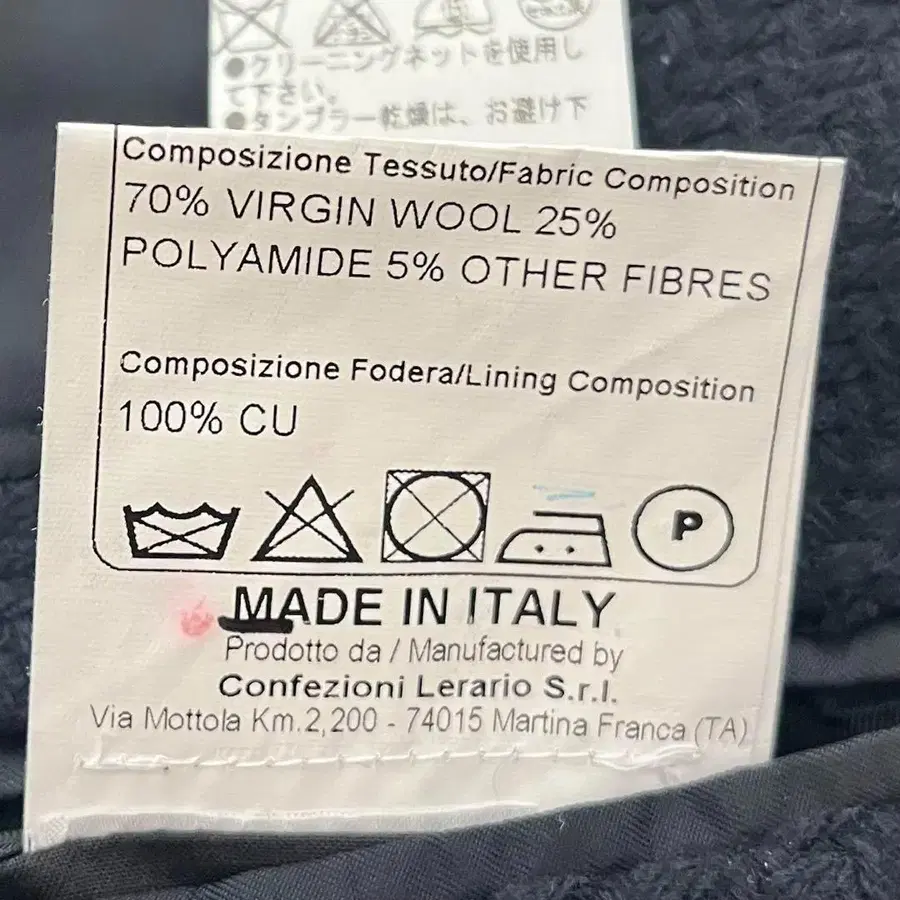 ●クリーニングネットを使用し
て下さい。
●タンブラー乾燥は、お避け下
Composizione Tessuto/Fabric Composition
70% VIRGIN WOOL 25%
POLYAMIDE 5% OTHER FIBRES
Composizione Fodera/Lining Composition
100% CU
P
MADE IN ITALY
Prodotto da / Manufactured by
Confezioni Lerario S.r.l.
Via Mottola Km.2,200 - 74015 Martina Franca (TA)